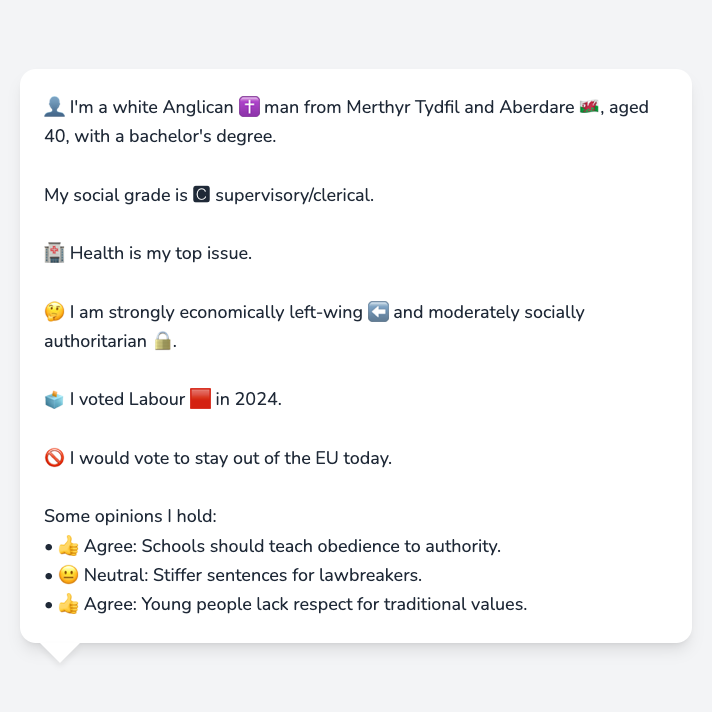 👤 I'm a white Anglican ✝️ man from Merthyr Tydfil and Aberdare 🏴󠁧󠁢󠁷󠁬󠁳󠁿, aged
40, with a bachelor's degree.
My social grade is 🅲 supervisory/clerical.
🏥 Health is my top issue.
🤔 I am strongly economically left-wing ⬅️ and moderately socially
authoritarian 🔒.
🗳️ I voted Labour 🟥 in 2024.
🚫 I would vote to stay out of the EU today.
Some opinions I hold:
• 👍 Agree: Schools should teach obedience to authority.
• 😐 Neutral: Stiffer sentences for lawbreakers.
• 👍 Agree: Young people lack respect for traditional values.